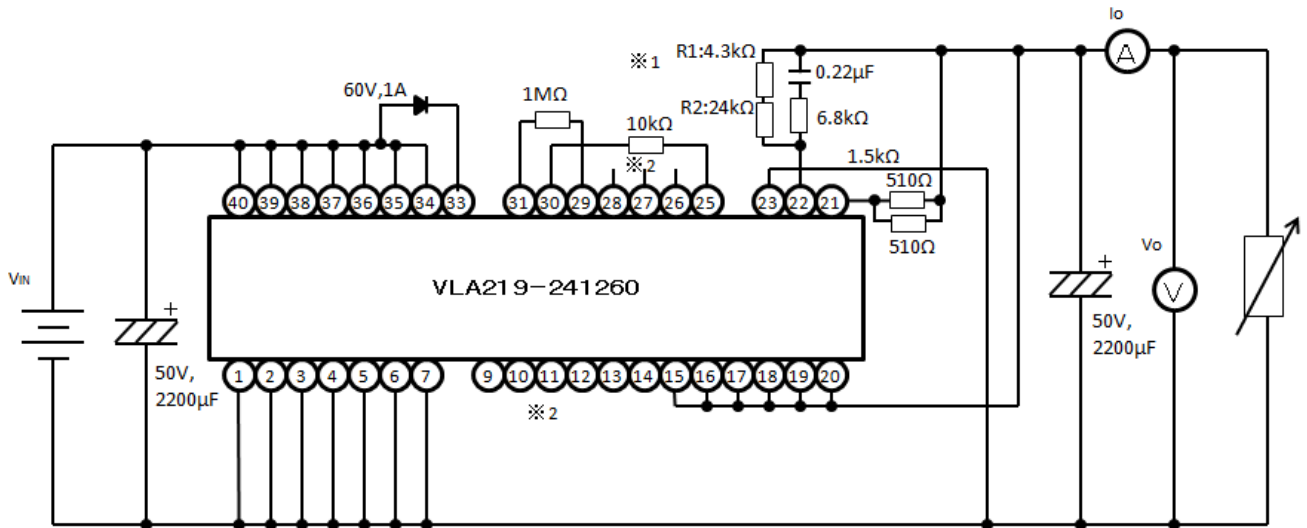 Io
A
※1
R1:4.3kΩ
0.22µF
60V,1A
1MΩ
10kΩ
R2:24kΩ
6.8kΩ
※2
1.5kΩ
510Ω
40 39 38 37 36 35 34 33 31 30 29 28 27 26 25 23 22 21
510Ω
VIN
+
50V,
2200µF
VLA219-241260
Vo
V
+
50V,
2200µF
1 2 3 4 5 6 7 9 10 11 12 13 14 15 16 17 18 19 20
※2